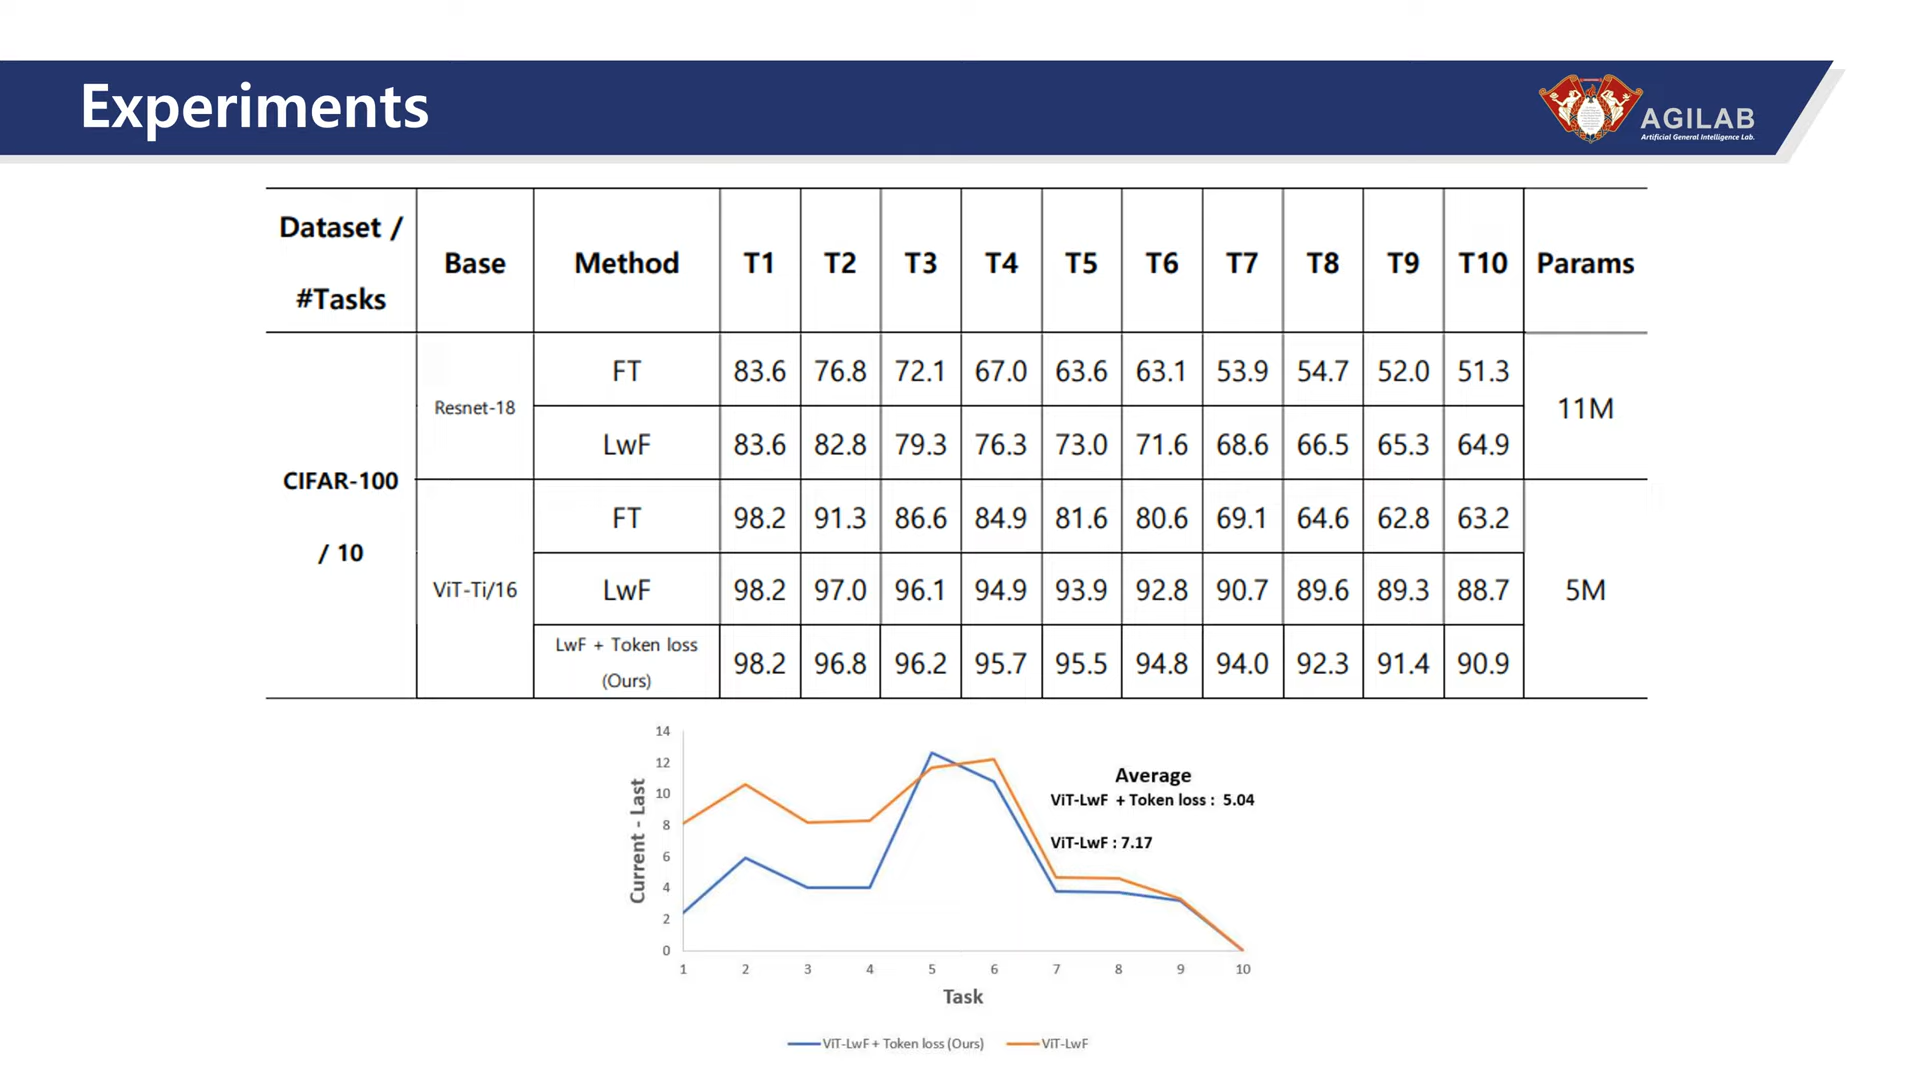 Experiments
AGILAB
Artificial General Intelligence Lab.
Dataset / #Tasks Base Method T1 T2 T3 T4 T5 T6 T7 T8 T9 T10 Params
CIFAR-100 / 10 Resnet-18 FT 83.6 76.8 72.1 67.0 63.6 63.1 53.9 54.7 52.0 51.3 11M
LwF 83.6 82.8 79.3 76.3 73.0 71.6 68.6 66.5 65.3 64.9
ViT-Ti/16 FT 98.2 91.3 86.6 84.9 81.6 80.6 69.1 64.6 62.8 63.2 5M
LwF 98.2 97.0 96.1 94.9 93.9 92.8 90.7 89.6 89.3 88.7
LwF + Token loss (Ours) 98.2 96.8 96.2 95.7 95.5 94.8 94.0 92.3 91.4 90.9
Current - Last
14
12
10
8
6
4
2
0
Average
ViT-LwF + Token loss : 5.04
ViT-LwF : 7.17
1 2 3 4 5 6 7 8 9 10
Task
ViT-LwF + Token loss (Ours) ViT-LwF